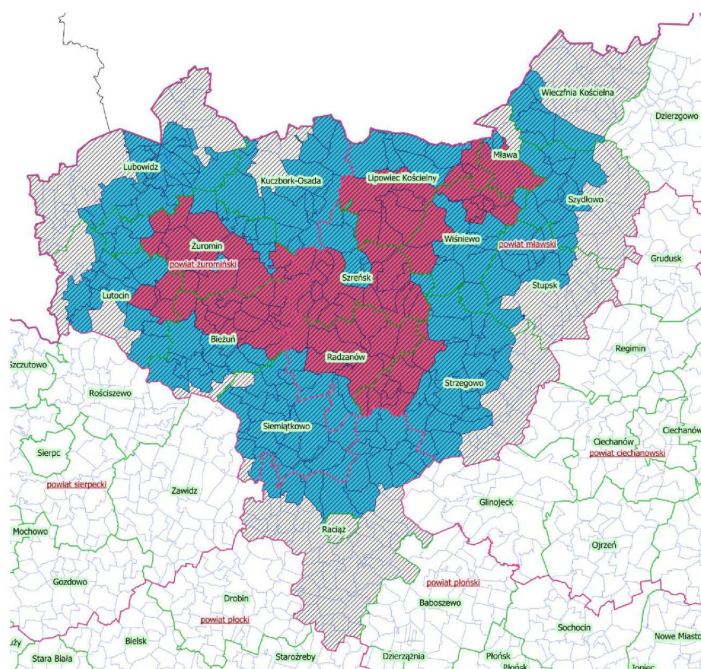 Wieczfnia Kościelna
Dzierzgowo
Mława
Lubowidz
Kuczbork-Osada
Lipowiec Kościelny
Szydłowo
Żuromin
powiat żuromiński
Wiśniewo
powiat mławski
Grudusk
Szreńsk
Stupsk
Lutocin
Bieżuń
Radzanów
Regimin
Szczutowo
Rościszewo
Strzegowo
Siemiątkowo
Ciechanów
Ciechanów
powiat ciechanowski
Sierpc
powiat sierpecki
Zawidz
Glinojeck
Raciąż
Mochowo
Ojrzeń
Gozdowo
Drobin
powiat płocki
powiat płoński
Baboszewo
Sochocin
Bielsk
Nowe Miasto
Stara Biała
Staroźreby
Dzierzążnia
Płońsk
Płońsk